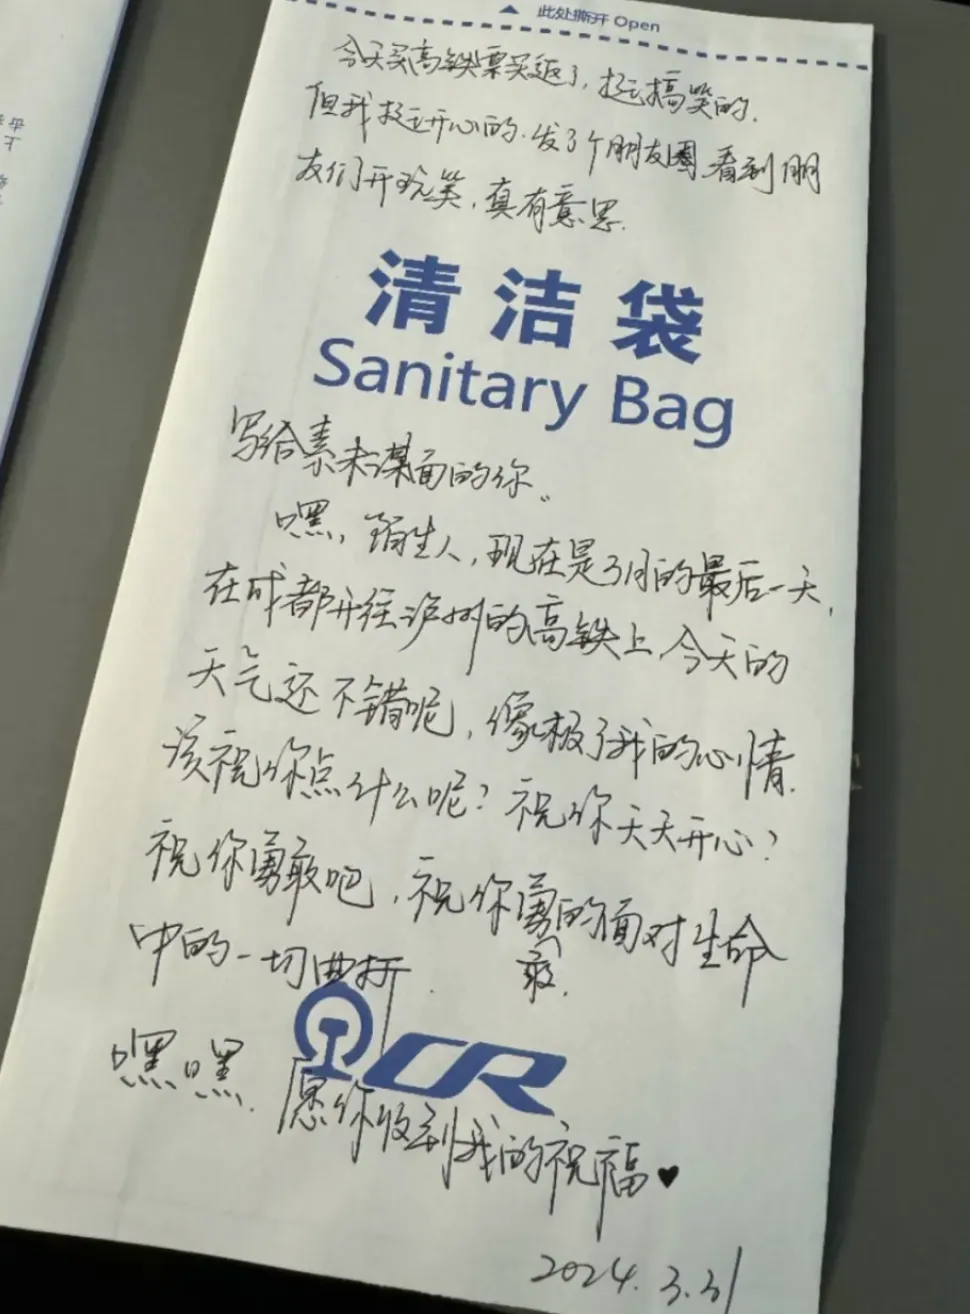 此处撕开 Open
今天买高铁票买返了，挺搞笑的.
但我挺开心的.发了个朋友圈.看到朋
友们开玩笑，真有意思.
清洁袋
Sanitary Bag
写给素未谋面的你。
嘿，陌生人，现在是3月的最后一天，
在成都开往泸州的高铁上.今天的
天气还不错呢，像极了我的心情.
该祝你点什么呢？祝你天天开心？
祝你勇敢吧，祝你勇敢的面对生命
中的一切曲折.
CR
嘿嘿.愿你收到我的祝福♥
2024.3.31